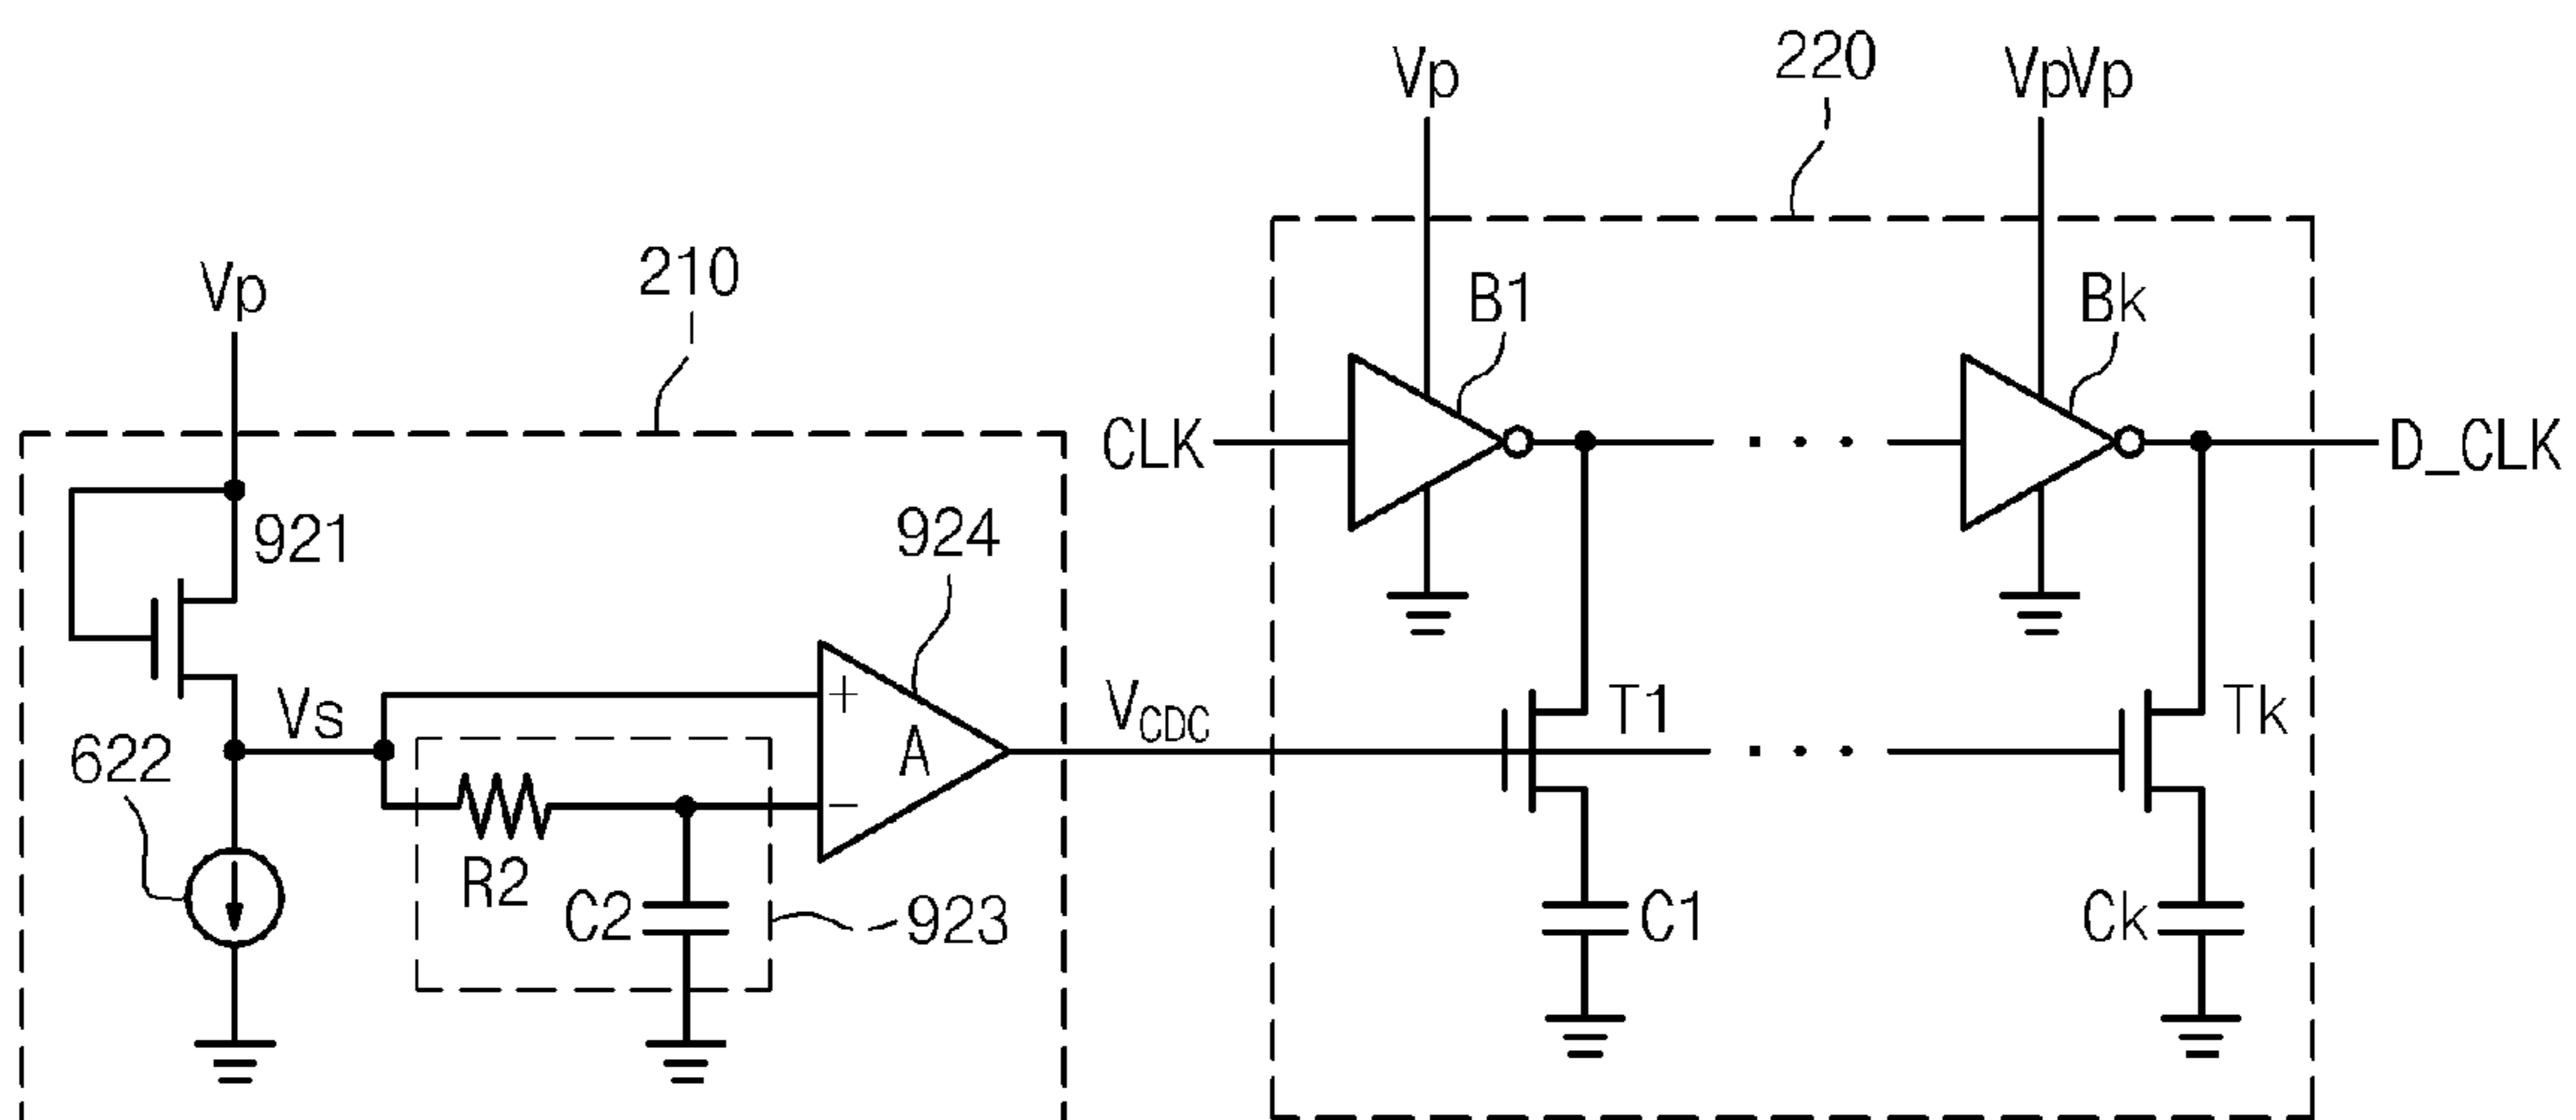 Vp
220
VpVp
Vp
210
B1
Bk
CLK
D_CLK
921
924
Vs
+
VCDC
T1
Tk
622
A
−
R2
C2
923
C1
Ck